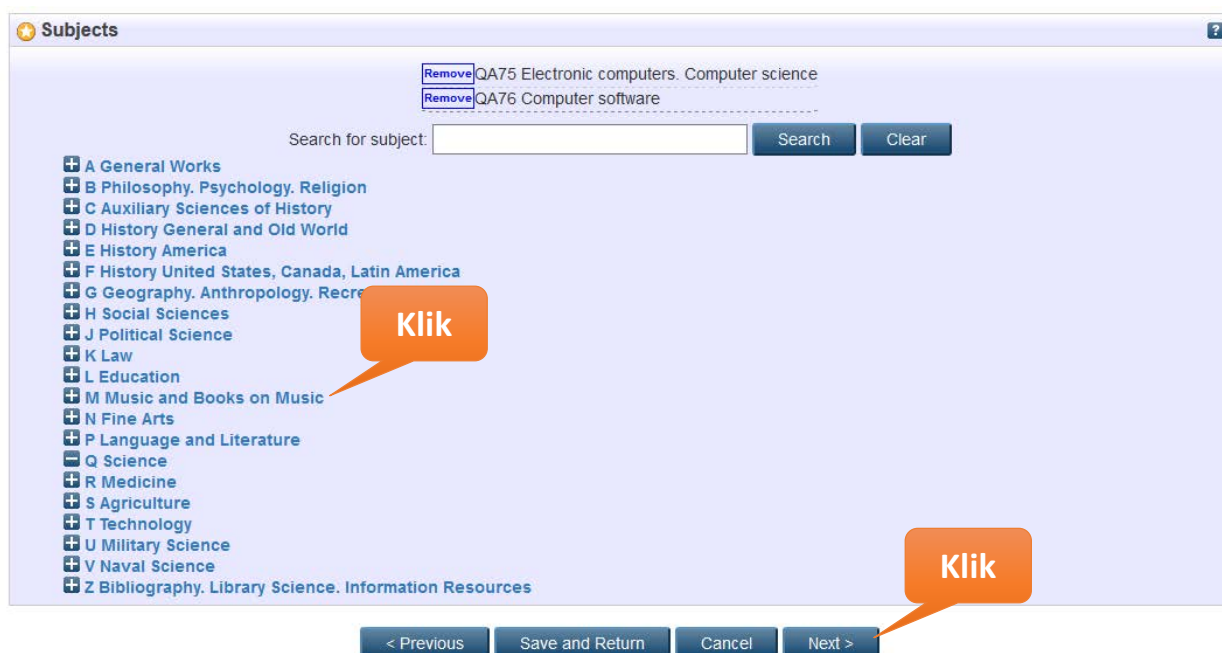 Subjects
?
Remove QA75 Electronic computers. Computer science
Remove QA76 Computer software
Search for subject: Search Clear
A General Works
B Philosophy. Psychology. Religion
C Auxiliary Sciences of History
D History General and Old World
E History America
F History United States, Canada, Latin America
G Geography. Anthropology. Recre
H Social Sciences
Klik
J Political Science
K Law
L Education
M Music and Books on Music
N Fine Arts
P Language and Literature
Q Science
R Medicine
S Agriculture
T Technology
U Military Science
V Naval Science
Klik
Z Bibliography. Library Science. Information Resources
< Previous Save and Return Cancel Next >